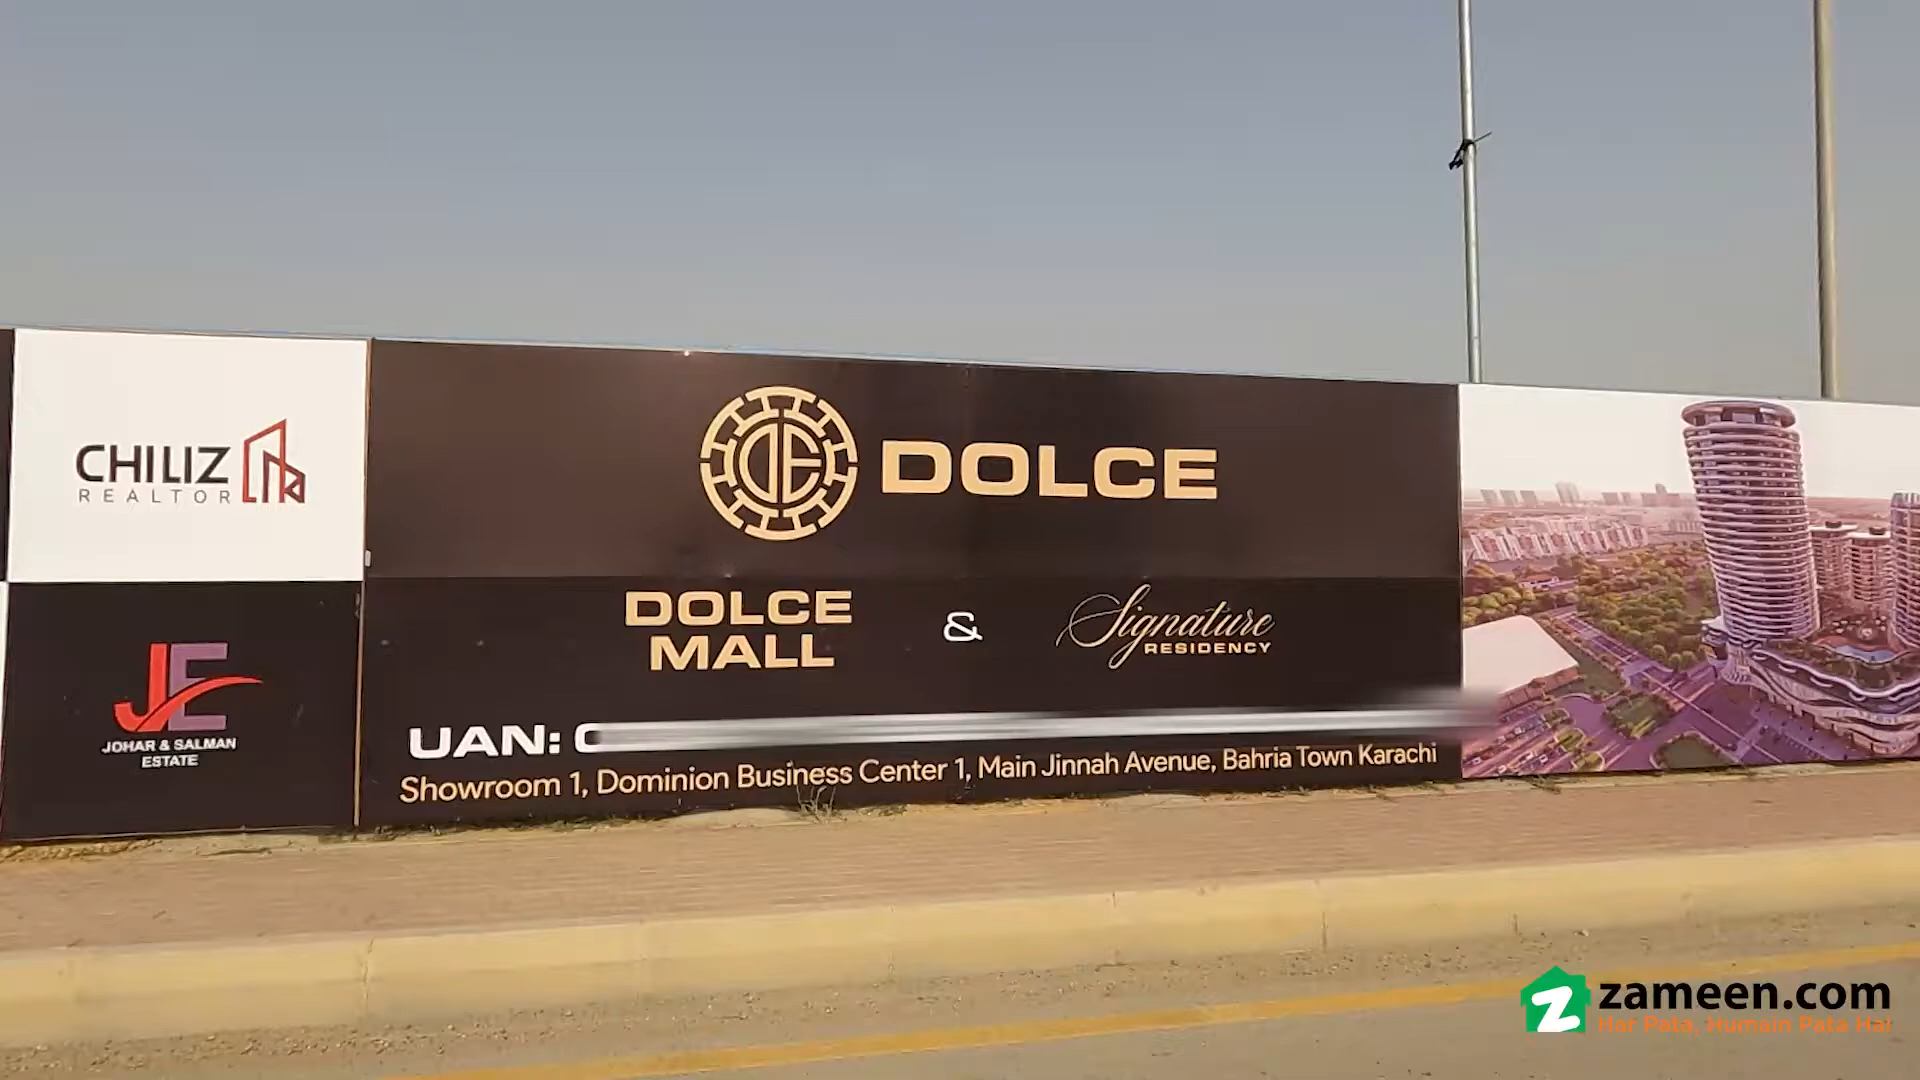 CHILIZ
REALTOR
JE
JOHAR & SALMAN
ESTATE
DOLCE
DOLCE
MALL
&
Signature
RESIDENCY
UAN:
Showroom 1, Dominion Business Center 1, Main Jinnah Avenue, Bahria Town Karachi
zameen.com
Har Pata, Humain Pata Hai